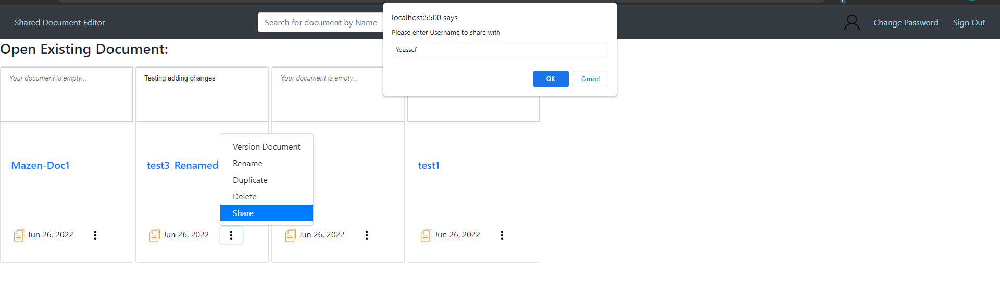 Shared Document Editor
Search for document by Name
localhost:5500 says
Please enter Username to share with
Youssef
OK
Cancel
Change Password
Sign Out
Open Existing Document:
Your document is empty...
Testing adding changes
Your document is empty...
Version Document
Rename
Duplicate
Delete
Share
Mazen-Doc1
test3_Renamed
test1
Jun 26, 2022
Jun 26, 2022
Jun 26, 2022
Jun 26, 2022